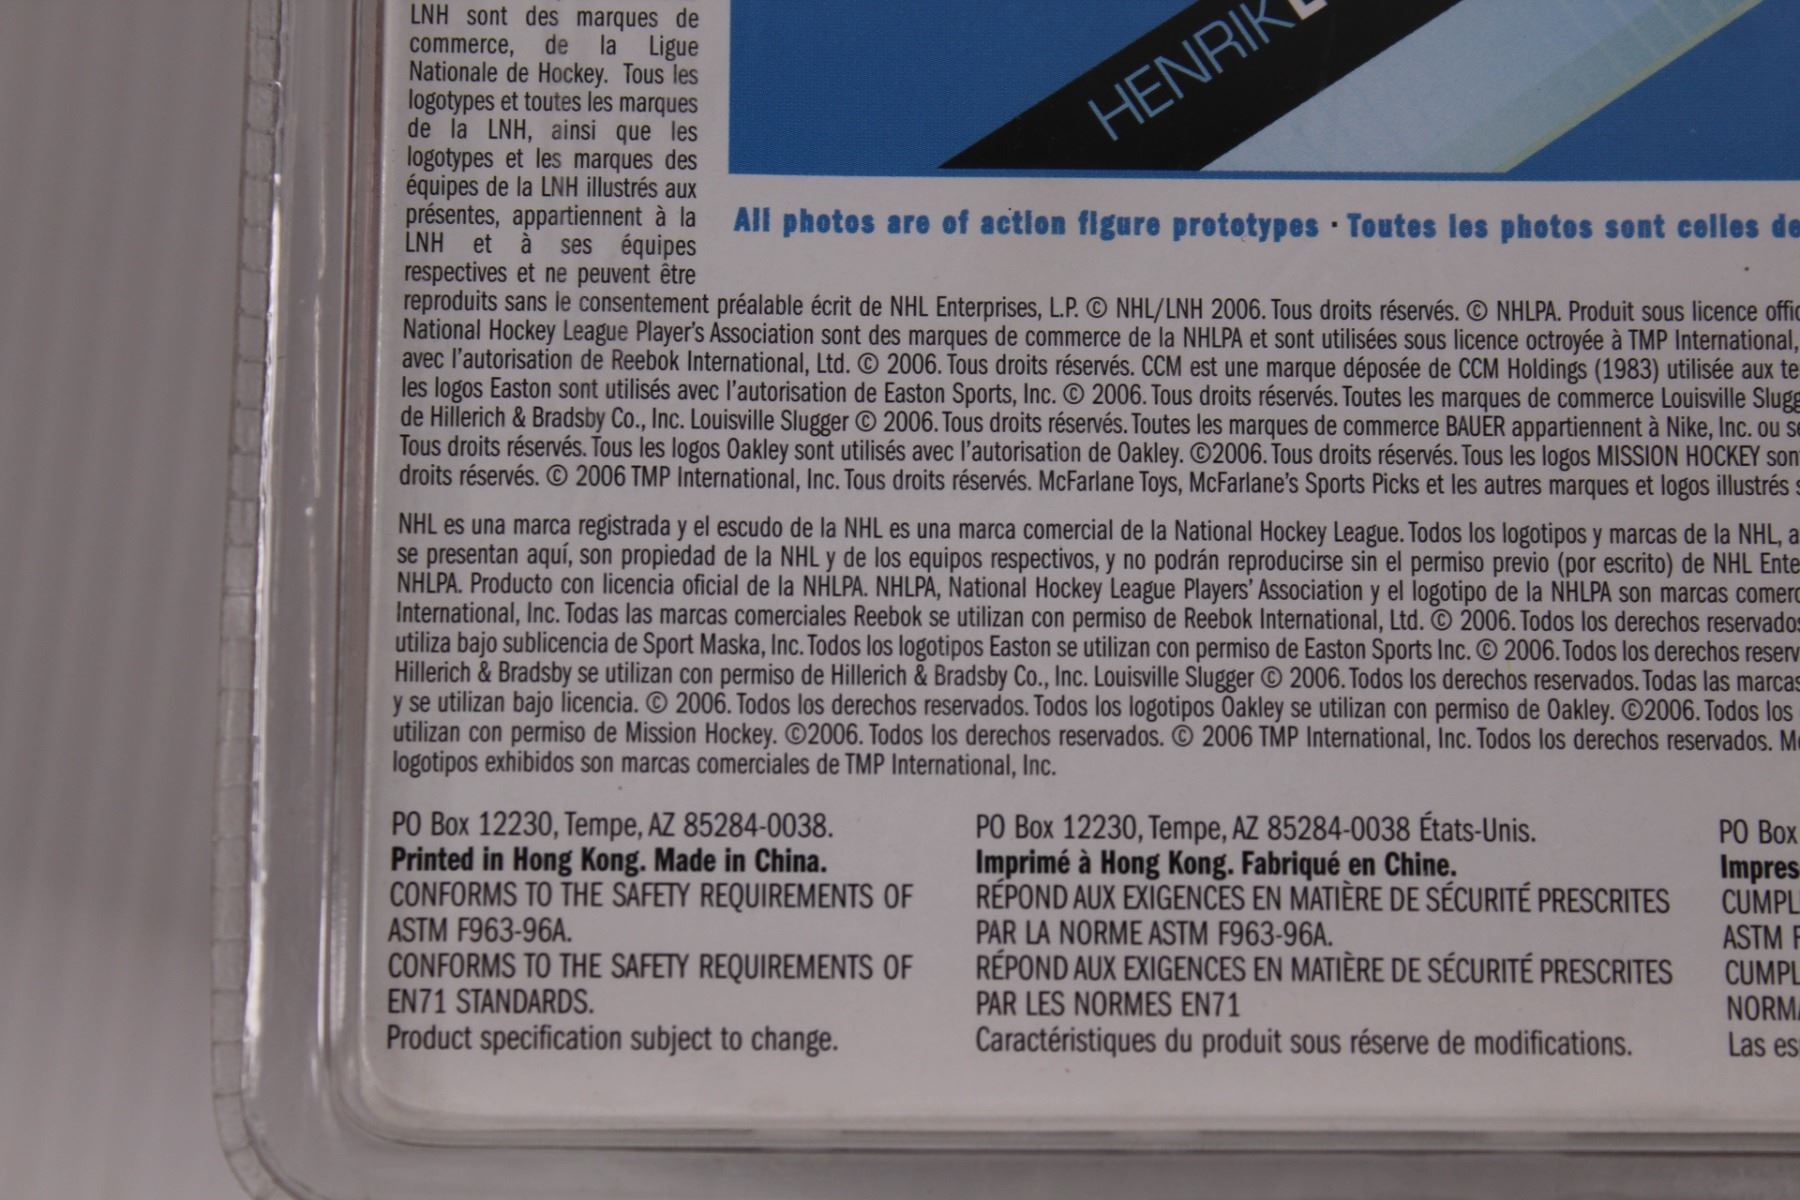 LNH sont des marques de
commerce, de la Ligue
Nationale de Hockey. Tous les
logotypes et toutes les marques
de la LNH, ainsi que les
logotypes et les marques des
équipes de la LNH illustrés aux
présentes, appartiennent à la
LNH et à ses équipes
respectives et ne peuvent être
HENRIK
All photos are of action figure prototypes · Toutes les photos sont celles de
reproduits sans le consentement préalable écrit de NHL Enterprises, L.P. © NHL/LNH 2006. Tous droits réservés. © NHLPA. Produit sous licence
National Hockey League Player's Association sont des marques de commerce de la NHLPA et sont utilisées sous licence octroyée à TMP International,
avec l'autorisation de Reebok International, Ltd. © 2006. Tous droits réservés. CCM est une marque déposée de CCM Holdings (1983) utilisée aux
les logos Easton sont utilisés avec l'autorisation de Easton Sports, Inc. © 2006. Tous droits réservés. Toutes les marques de commerce Louisville
de Hillerich & Bradsby Co., Inc. Louisville Slugger © 2006. Tous droits réservés. Toutes les marques de commerce BAUER appartiennent à Nike, Inc. ou
Tous droits réservés. Tous les logos Oakley sont utilisés avec l'autorisation de Oakley. ©2006. Tous droits réservés. Tous les logos MISSION HOCKEY
droits réservés. © 2006 TMP International, Inc. Tous droits réservés. McFarlane Toys, McFarlane's Sports Picks et les autres marques et logos illustrés
NHL es una marca registrada y el escudo de la NHL es una marca comercial de la National Hockey League. Todos los logotipos y marcas de la NHL,
se presentan aquí, son propiedad de la NHL y de los equipos respectivos, y no podrán reproducirse sin el permiso previo (por escrito) de NHL
NHLPA. Producto con licencia oficial de la NHLPA. NHLPA, National Hockey League Players' Association y el logotipo de la NHLPA son marcas
International, Inc. Todas las marcas comerciales Reebok se utilizan con permiso de Reebok International, Ltd. © 2006. Todos los derechos reservados
utiliza bajo sublicencia de Sport Maska, Inc. Todos los logotipos Easton se utilizan con permiso de Easton Sports Inc. © 2006. Todos los derechos
Hillerich & Bradsby se utilizan con permiso de Hillerich & Bradsby Co., Inc. Louisville Slugger © 2006. Todos los derechos reservados. Todas las marcas
y se utilizan bajo licencia. © 2006. Todos los derechos reservados. Todos los logotipos Oakley se utilizan con permiso de Oakley. ©2006. Todos los
utilizan con permiso de Mission Hockey. ©2006. Todos los derechos reservados. © 2006 TMP International, Inc. Todos los derechos reservados.
logotipos exhibidos son marcas comerciales de TMP International, Inc.
PO Box 12230, Tempe, AZ 85284-0038.
Printed in Hong Kong. Made in China.
CONFORMS TO THE SAFETY REQUIREMENTS OF
ASTM F963-96A.
CONFORMS TO THE SAFETY REQUIREMENTS OF
EN71 STANDARDS.
Product specification subject to change.
PO Box 12230, Tempe, AZ 85284-0038 États-Unis.
Imprimé à Hong Kong. Fabriqué en Chine.
RÉPOND AUX EXIGENCES EN MATIÈRE DE SÉCURITÉ PRESCRITES
PAR LA NORME ASTM F963-96A.
RÉPOND AUX EXIGENCES EN MATIÈRE DE SÉCURITÉ PRESCRITES
PAR LES NORMES EN71
Caractéristiques du produit sous réserve de modifications.
PO Box
Impres
CUMPL
ASTM
CUMPL
NORM
Las es